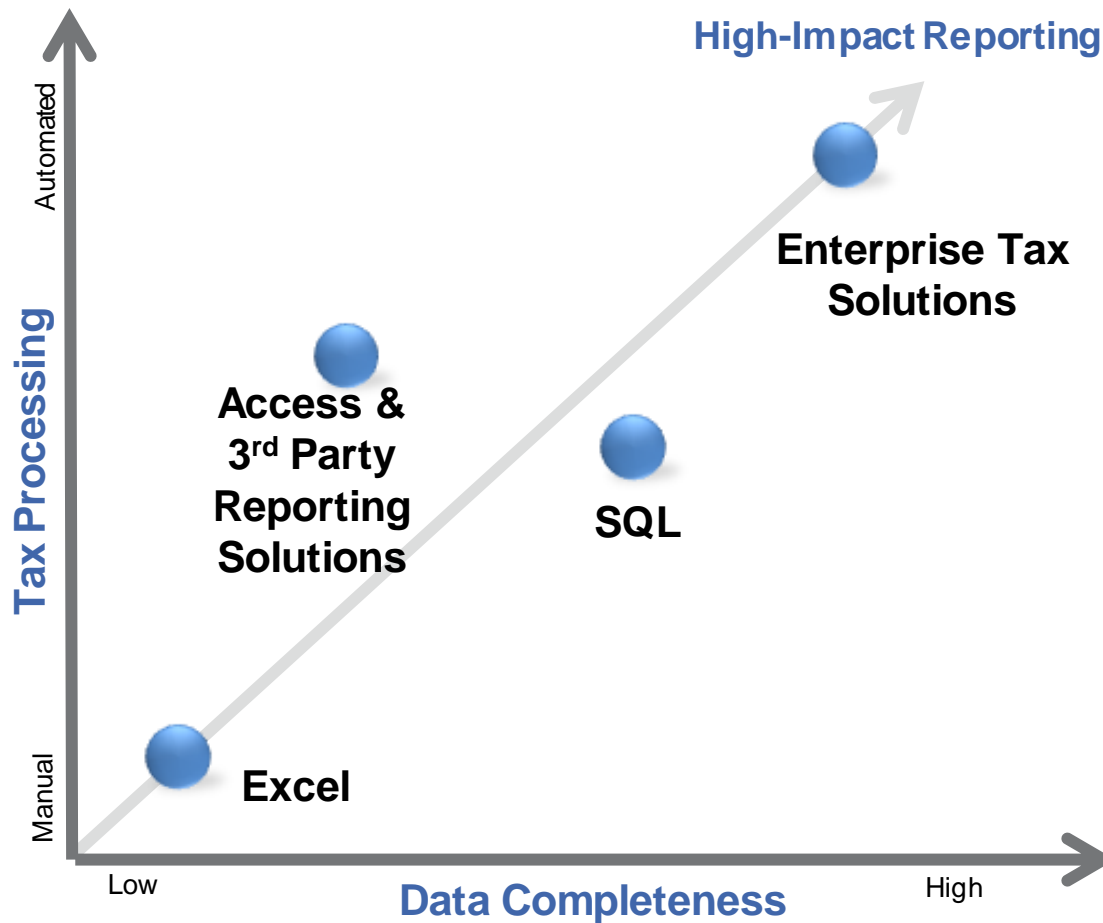 High-Impact Reporting
Automated
Enterprise Tax
Solutions
Tax Processing
Access &
3rd Party
Reporting
Solutions
SQL
Manual
Excel
Low
High
Data Completeness